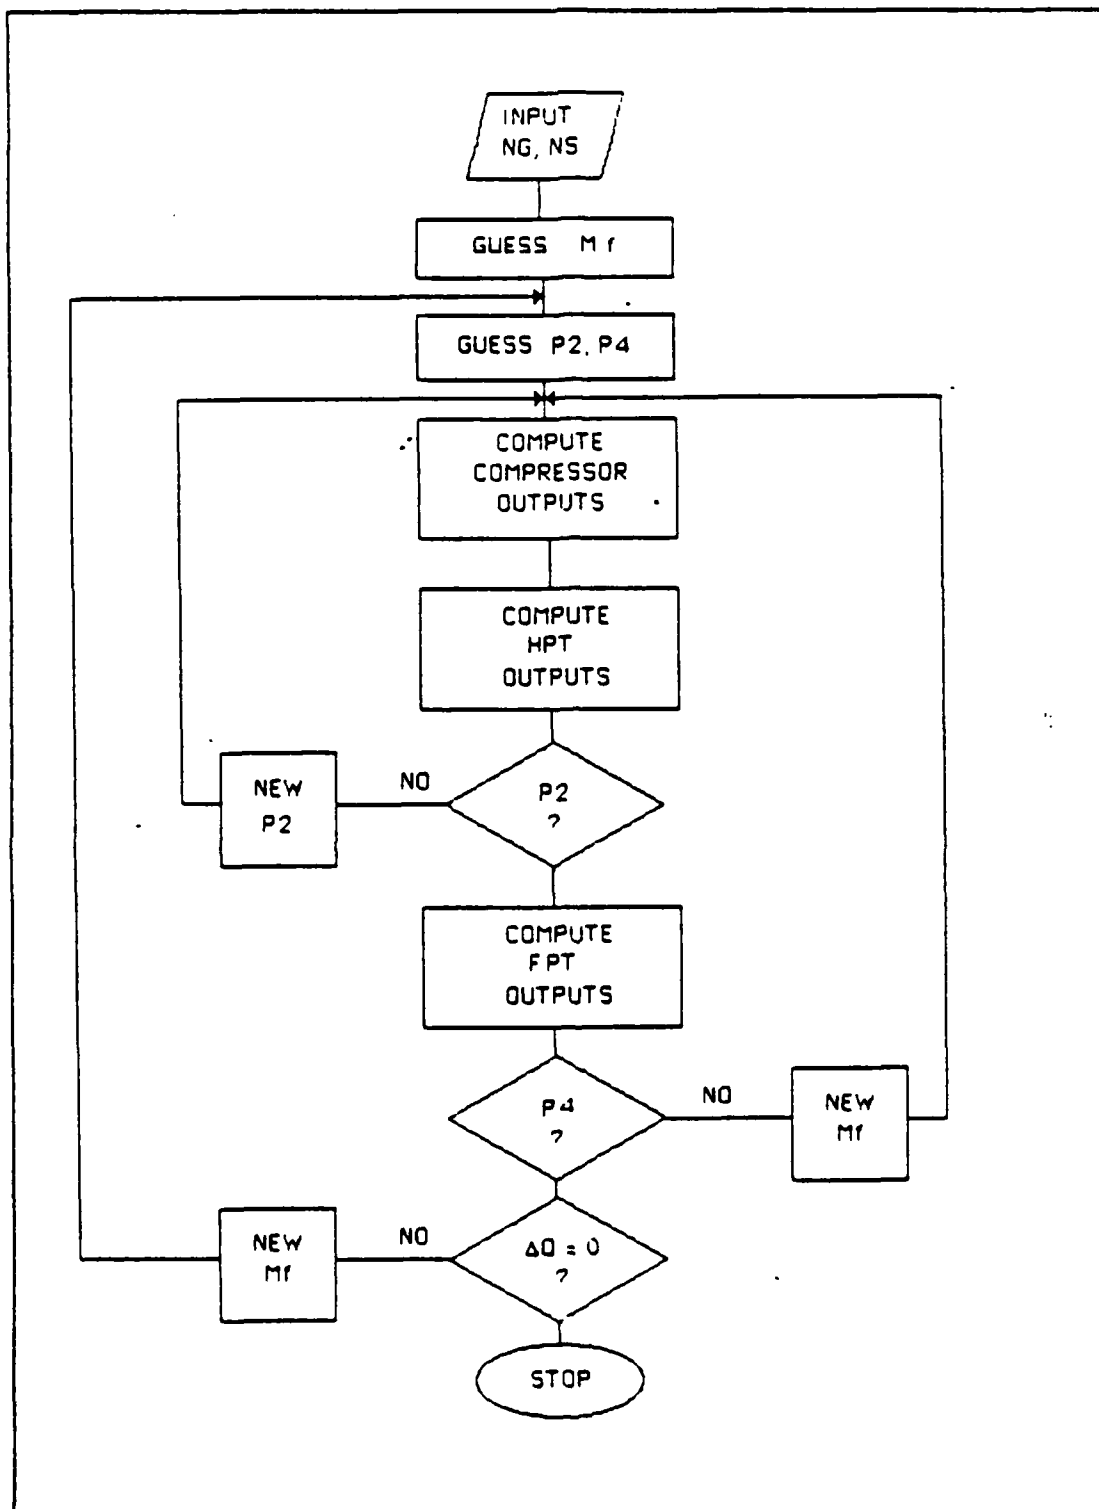 INPUT
NG, NS
GUESS Mf
GUESS P2, P4
COMPUTE
COMPRESSOR
OUTPUTS
COMPUTE
HPT
OUTPUTS
NEW
P2
NO
P2
?
COMPUTE
FPT
OUTPUTS
P4
?
NO
NEW
Mf
NEW
Mf
NO
ΔQ = 0
?
STOP